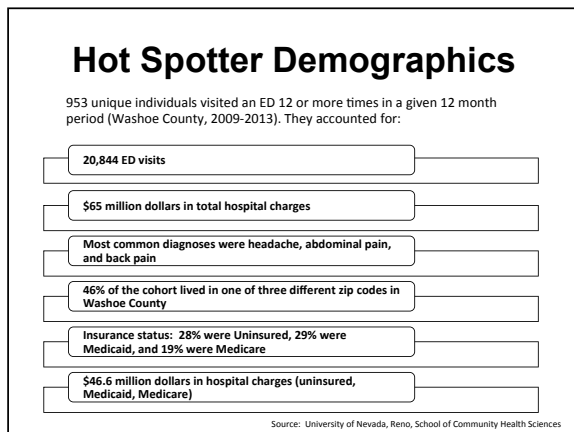 Hot Spotter Demographics
953 unique individuals visited an ED 12 or more times in a given 12 month
period (Washoe County, 2009-2013). They accounted for:
20,844 ED visits
$65 million dollars in total hospital charges
Most common diagnoses were headache, abdominal pain,
and back pain
46% of the cohort lived in one of three different zip codes in
Washoe County
Insurance status: 28% were Uninsured, 29% were
Medicaid, and 19% were Medicare
$46.6 million dollars in hospital charges (uninsured,
Medicaid, Medicare)
Source: University of Nevada, Reno, School of Community Health Sciences